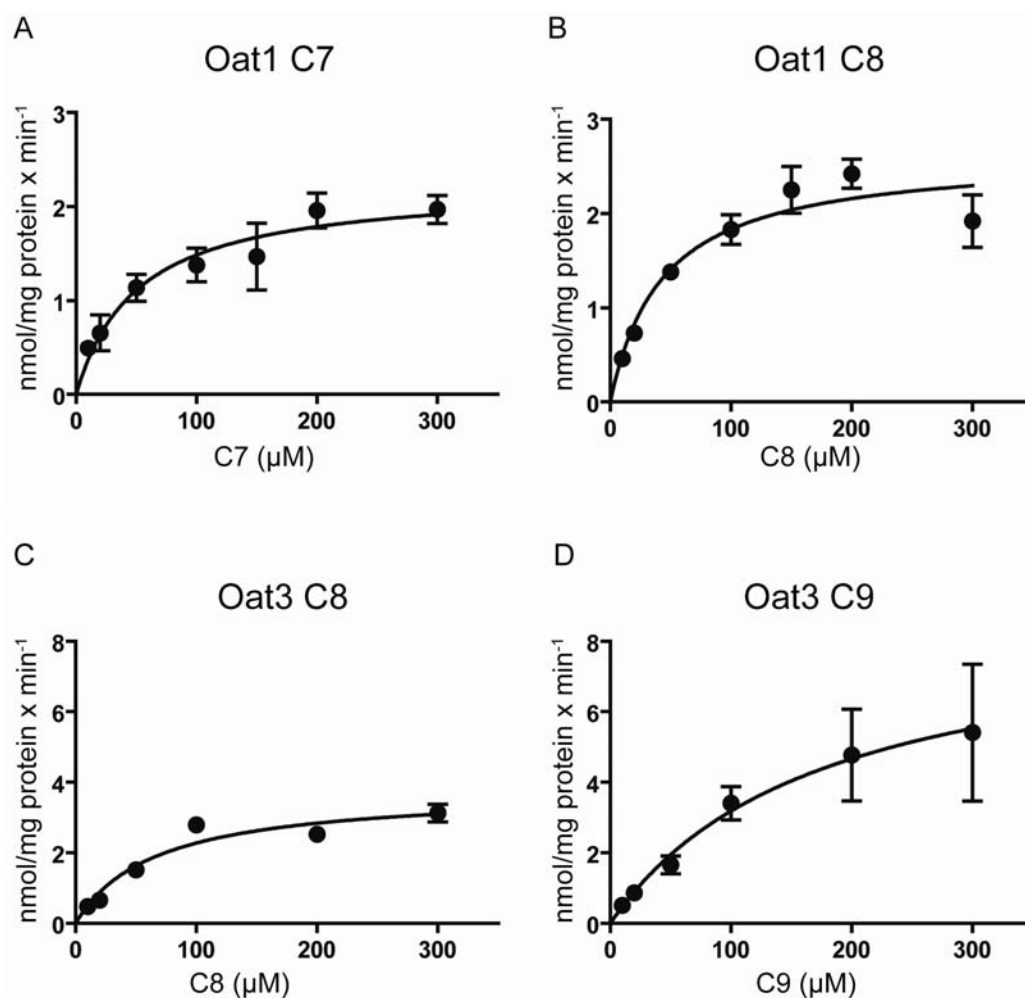 A
Oat1 C7
nmol/mg protein x min⁻¹
3
2
1
0
0 100 200 300
C7 (µM)
B
Oat1 C8
nmol/mg protein x min⁻¹
3
2
1
0
0 100 200 300
C8 (µM)
C
Oat3 C8
nmol/mg protein x min⁻¹
8
6
4
2
0
0 100 200 300
C8 (µM)
D
Oat3 C9
nmol/mg protein x min⁻¹
8
6
4
2
0
0 100 200 300
C9 (µM)